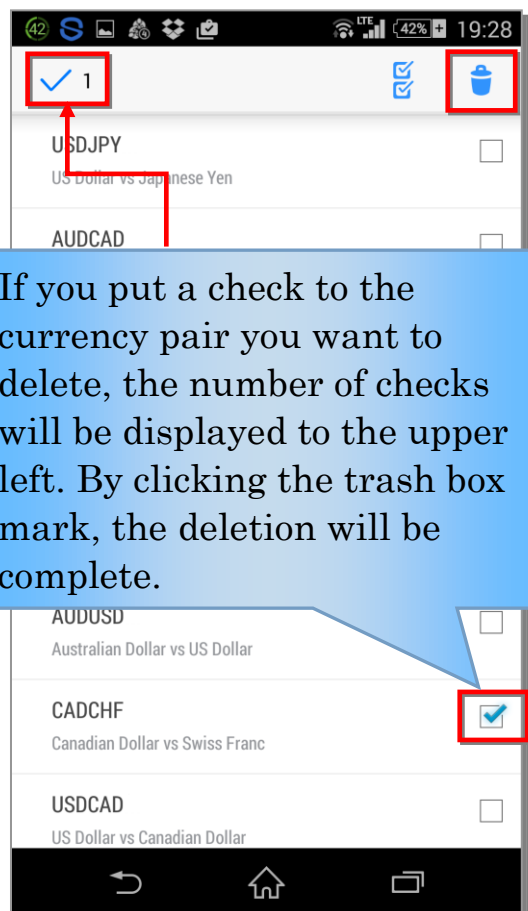 42 LTE 42% 19:28
1
USDJPY
US Dollar vs Japanese Yen
AUDCAD
If you put a check to the
currency pair you want to
delete, the number of checks
will be displayed to the upper
left. By clicking the trash box
mark, the deletion will be
complete.
AUDUSD
Australian Dollar vs US Dollar
CADCHF
Canadian Dollar vs Swiss Franc
USDCAD
US Dollar vs Canadian Dollar